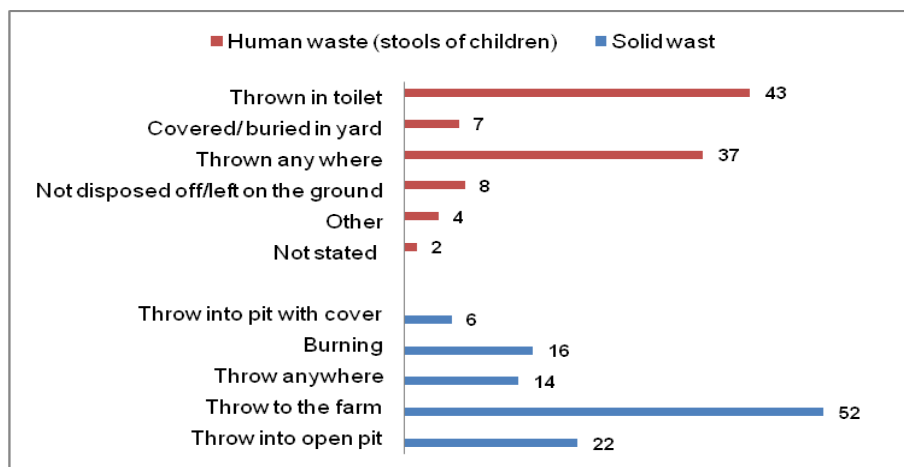 Human waste (stools of children) Solid wast
Thrown in toilet 43
Covered/ buried in yard 7
Thrown any where 37
Not disposed off/left on the ground 8
Other 4
Not stated 2
Throw into pit with cover 6
Burning 16
Throw anywhere 14
Throw to the farm 52
Throw into open pit 22